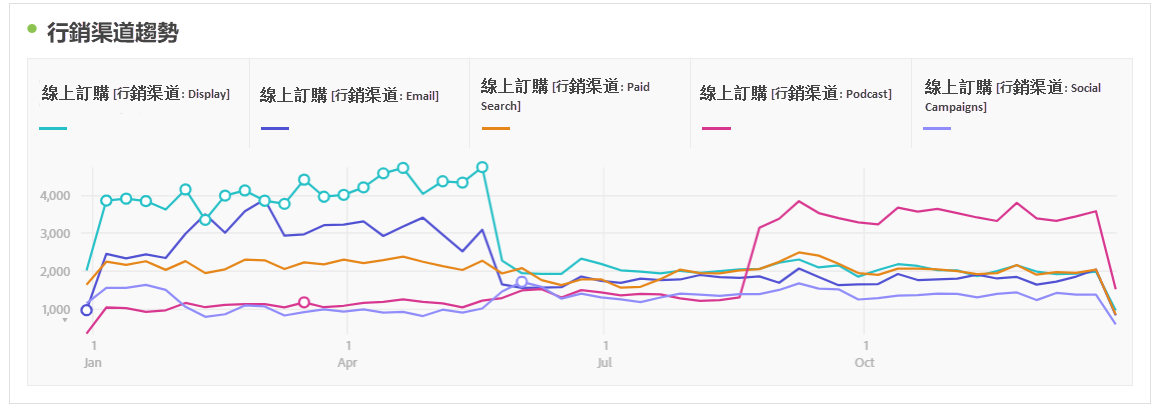 行銷渠道趨勢
線上訂購 [行銷渠道: Display]
線上訂購 [行銷渠道: Email]
線上訂購 [行銷渠道: Paid
Search]
線上訂購 [行銷渠道: Podcast]
線上訂購 [行銷渠道: Social
Campaigns]
4,000
3,000
2,000
1,000
1
Jan
1
Apr
1
Jul
1
Oct